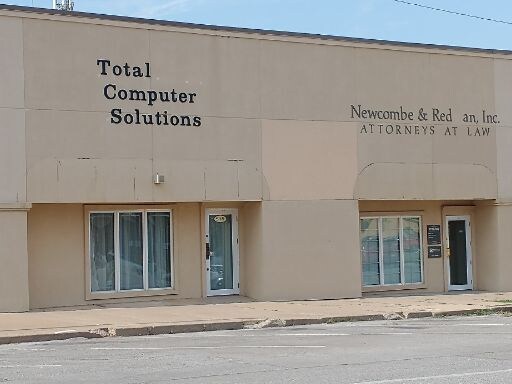 Total
Computer
Solutions
Newcombe & Red an, Inc.
ATTORNEYS AT LAW